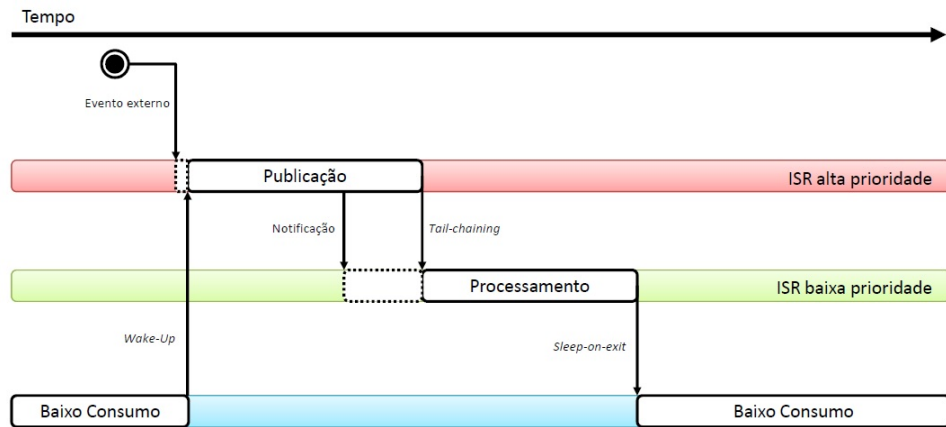 Tempo
Evento externo
Publicação
ISR alta prioridade
Notificação
Tail-chaining
Processamento
ISR baixa prioridade
Wake-Up
Sleep-on-exit
Baixo Consumo
Baixo Consumo